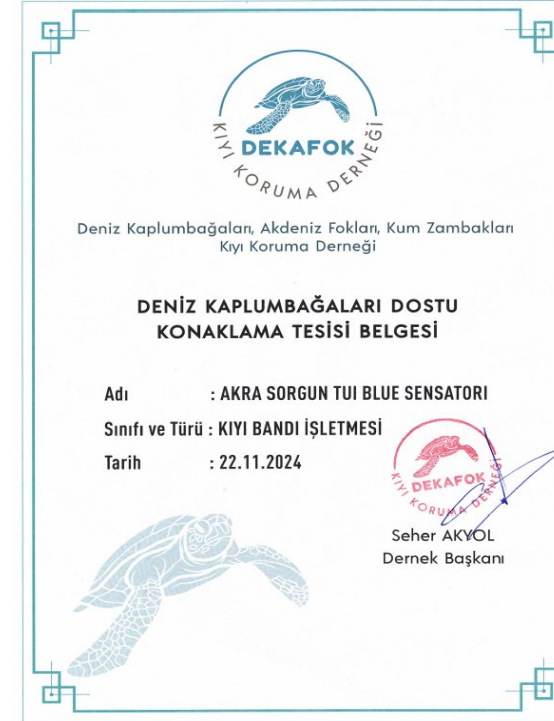 DEKAFOK
KIYI KORUMA DERNEĞİ
Deniz Kaplumbağaları, Akdeniz Fokları, Kum Zambakları
Kıyı Koruma Derneği
DENİZ KAPLUMBAĞALARI DOSTU
KONAKLAMA TESİSİ BELGESİ
Adı : AKRA SORGUN TUI BLUE SENSATORI
Sınıfı ve Türü : KIYI BANDI İŞLETMESİ
Tarih : 22.11.2024
DEKAFOK
KIYI KORUMA DERNEĞİ
Seher AKYOL
Dernek Başkanı